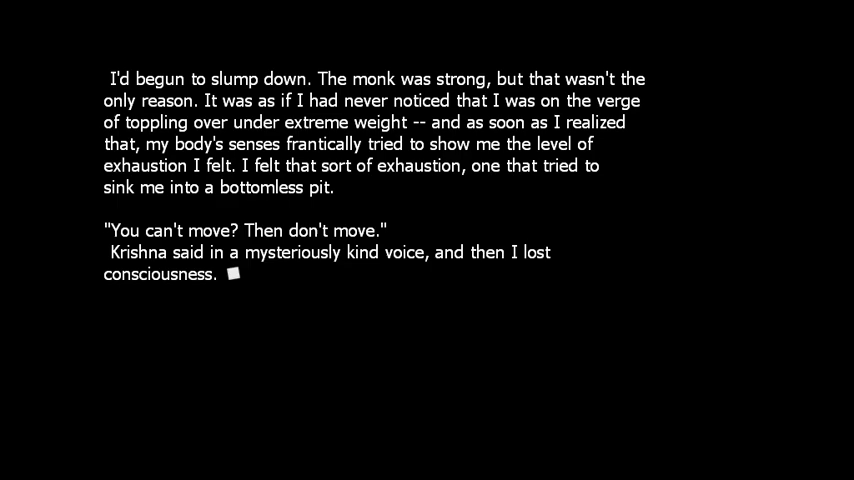 I'd begun to slump down. The monk was strong, but that wasn't the
only reason. It was as if I had never noticed that I was on the verge
of toppling over under extreme weight -- and as soon as I realized
that, my body's senses frantically tried to show me the level of
exhaustion I felt. I felt that sort of exhaustion, one that tried to
sink me into a bottomless pit.
"You can't move? Then don't move."
Krishna said in a mysteriously kind voice, and then I lost
consciousness.